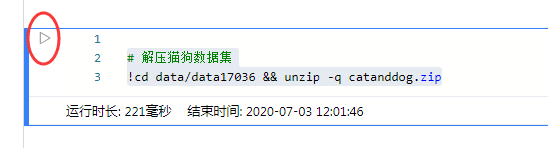 1
2 # 解压猫狗数据集
3 !cd data/data17036 && unzip -q catanddog.zip
运行时长: 221毫秒 结束时间: 2020-07-03 12:01:46